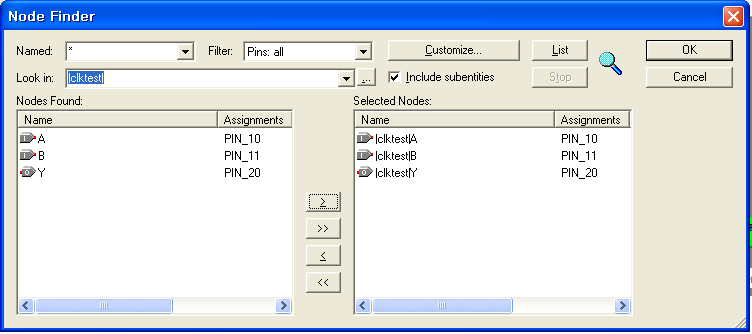 Node Finder
Named: * Filter: Pins: all Customize... List OK
Look in: |clktest| ... Include subentities Stop Cancel
Nodes Found: Selected Nodes:
Name Assignments Name Assignments
A PIN_10 |clktest|A PIN_10
B PIN_11 |clktest|B PIN_11
Y PIN_20 |clktest|Y PIN_20
>
>>
<
<<